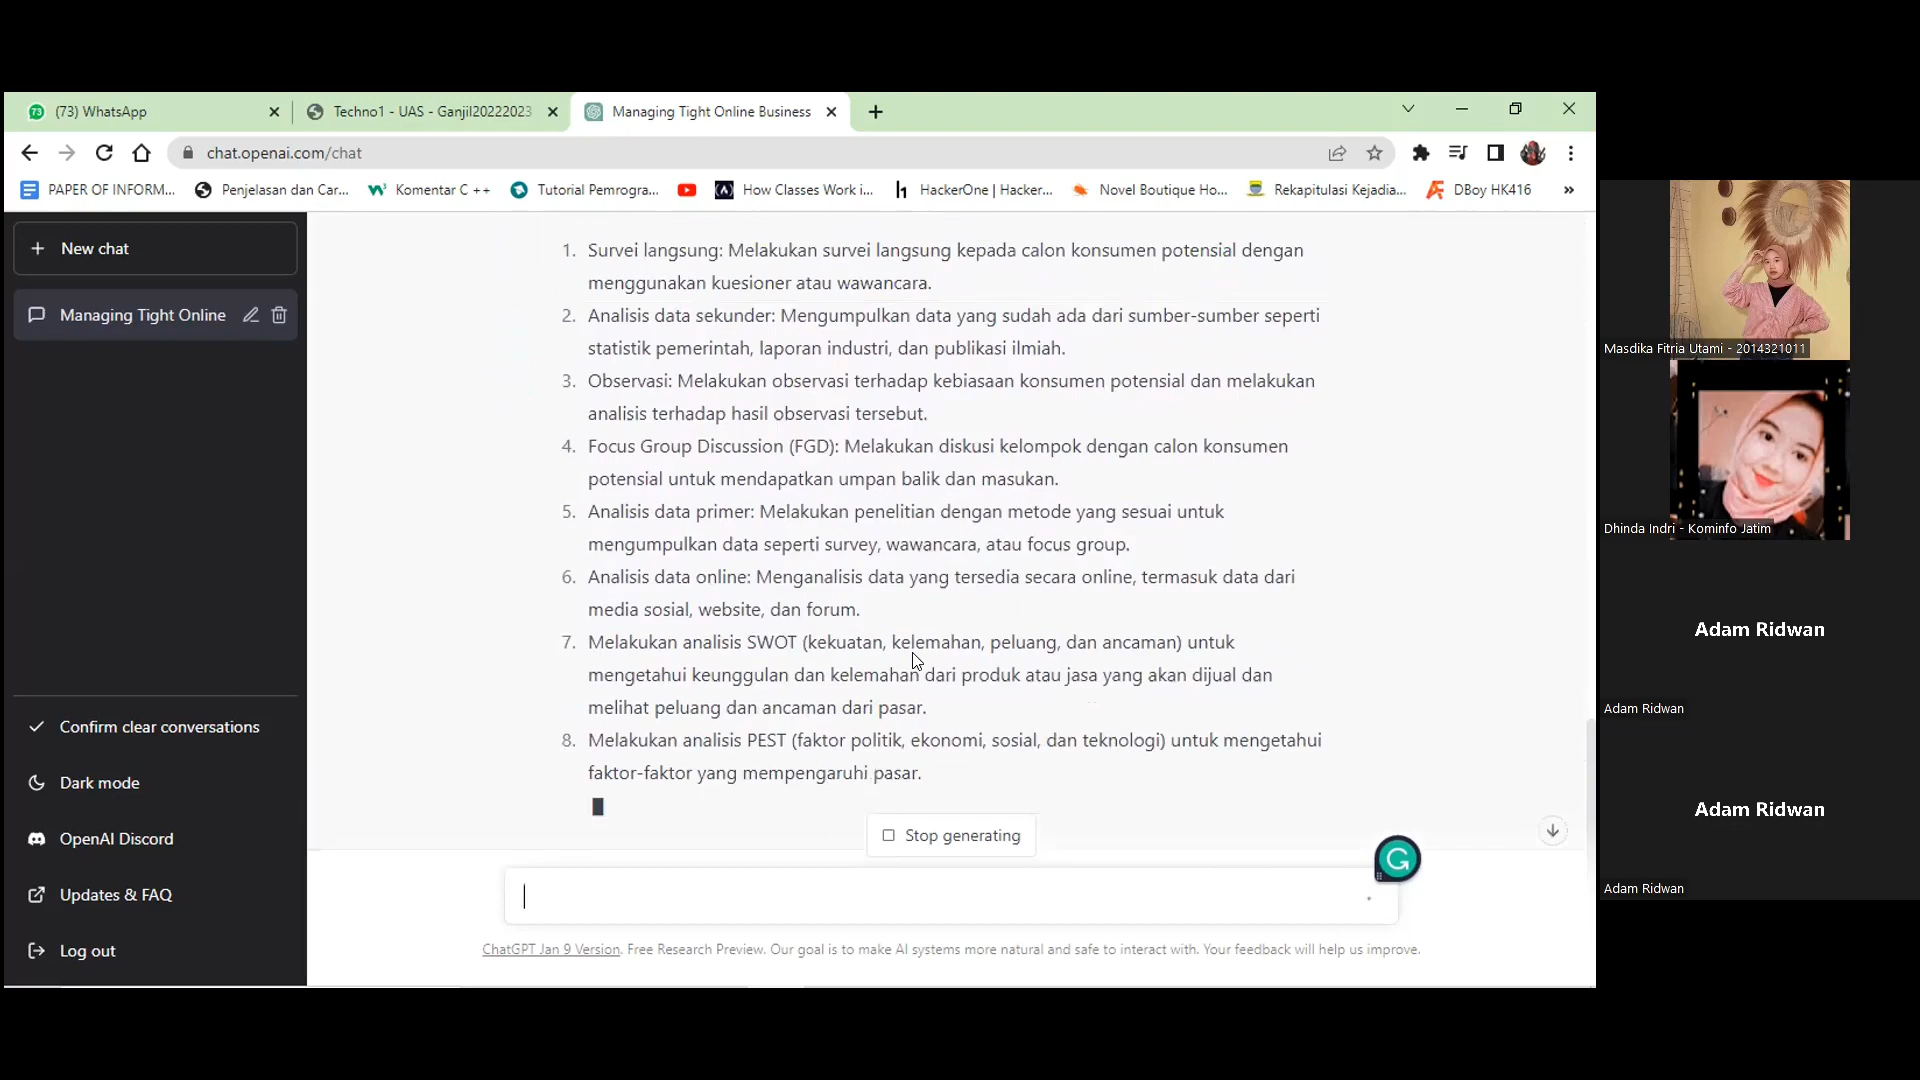 (73) WhatsApp
Techno1 - UAS - Ganjil20222023
Managing Tight Online Business
chat.openai.com/chat
PAPER OF INFORM...
Penjelasan dan Car...
Komentar C ++
Tutorial Pemrogra...
How Classes Work i...
HackerOne | Hacker...
Novel Boutique Ho...
Rekapitulasi Kejadia...
DBoy HK416
»
New chat
Managing Tight Online
1. Survei langsung: Melakukan survei langsung kepada calon konsumen potensial dengan
menggunakan kuesioner atau wawancara.
2. Analisis data sekunder: Mengumpulkan data yang sudah ada dari sumber-sumber seperti
statistik pemerintah, laporan industri, dan publikasi ilmiah.
3. Observasi: Melakukan observasi terhadap kebiasaan konsumen potensial dan melakukan
analisis terhadap hasil observasi tersebut.
4. Focus Group Discussion (FGD): Melakukan diskusi kelompok dengan calon konsumen
potensial untuk mendapatkan umpan balik dan masukan.
5. Analisis data primer: Melakukan penelitian dengan metode yang sesuai untuk
mengumpulkan data seperti survey, wawancara, atau focus group.
6. Analisis data online: Menganalisis data yang tersedia secara online, termasuk data dari
media sosial, website, dan forum.
7. Melakukan analisis SWOT (kekuatan, kelemahan, peluang, dan ancaman) untuk
mengetahui keunggulan dan kelemahan dari produk atau jasa yang akan dijual dan
melihat peluang dan ancaman dari pasar.
8. Melakukan analisis PEST (faktor politik, ekonomi, sosial, dan teknologi) untuk mengetahui
faktor-faktor yang mempengaruhi pasar.
Stop generating
Confirm clear conversations
Dark mode
OpenAI Discord
Updates & FAQ
Log out
ChatGPT Jan 9 Version. Free Research Preview. Our goal is to make AI systems more natural and safe to interact with. Your feedback will help us improve.
Masdika Fitria Utami - 2014321011
Dhinda Indri - Kominfo Jatim
Adam Ridwan
Adam Ridwan
Adam Ridwan
Adam Ridwan